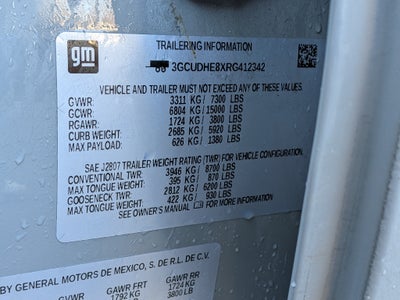 gm
TRAILERING INFORMATION
3GCUDHE8XRG412342
VEHICLE AND TRAILER MUST NOT EXCEED ANY OF THESE VALUES.
GVWR: 3311 KG / 7300 LBS
GCWR: 6804 KG / 15000 LBS
RGAWR: 1724 KG / 3800 LBS
CURB WEIGHT: 2685 KG / 5920 LBS
MAX PAYLOAD: 626 KG / 1380 LBS
SAE J2807 TRAILER WEIGHT RATING (TWR) FOR VEHICLE CONFIGURATION.
CONVENTIONAL TWR: 3946 KG / 8700 LBS
MAX TONGUE WEIGHT: 395 KG / 870 LBS
GOOSENECK TWR: 2812 KG / 6200 LBS
MAX TONGUE WEIGHT: 422 KG / 930 LBS
SEE OWNER'S MANUAL FOR MORE INFORMATION
BY GENERAL MOTORS DE MEXICO, S. DE R.L. DE C.V.
GVWR GAWR FRT GAWR RR
1792 KG 1724 KG
3800 LB